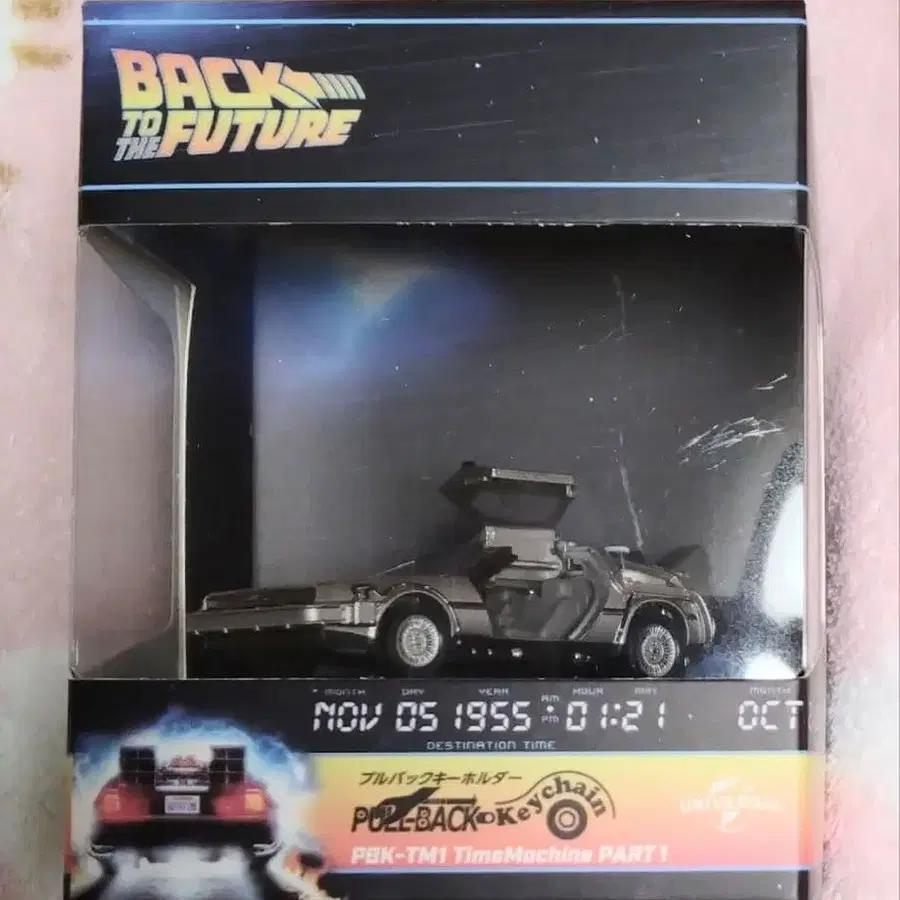 BACK
TO
THE FUTURE
MONTH DAY YEAR AM HOUR MIN MONTH
NOV 05 1955 PM 01:21 OCT
DESTINATION TIME
プルバックキーホルダー
PULL-BACK Keychain
UNIVERSAL
PBK-TM1 TimeMachine PART 1